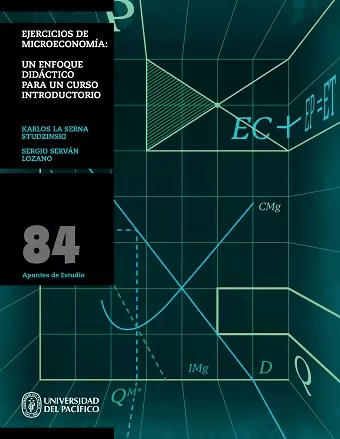 EJERCICIOS DE
MICROECONOMÍA:
UN ENFOQUE
DIDÁCTICO
PARA UN CURSO
INTRODUCTORIO
KARLOS LA SERNA
STUDZINSKI
SERGIO SERVÁN
LOZANO
84
Apuntes de Estudio
EC + EP = ET
CMg
IMg
D
Q
Q M*
UNIVERSIDAD
DEL PACÍFICO